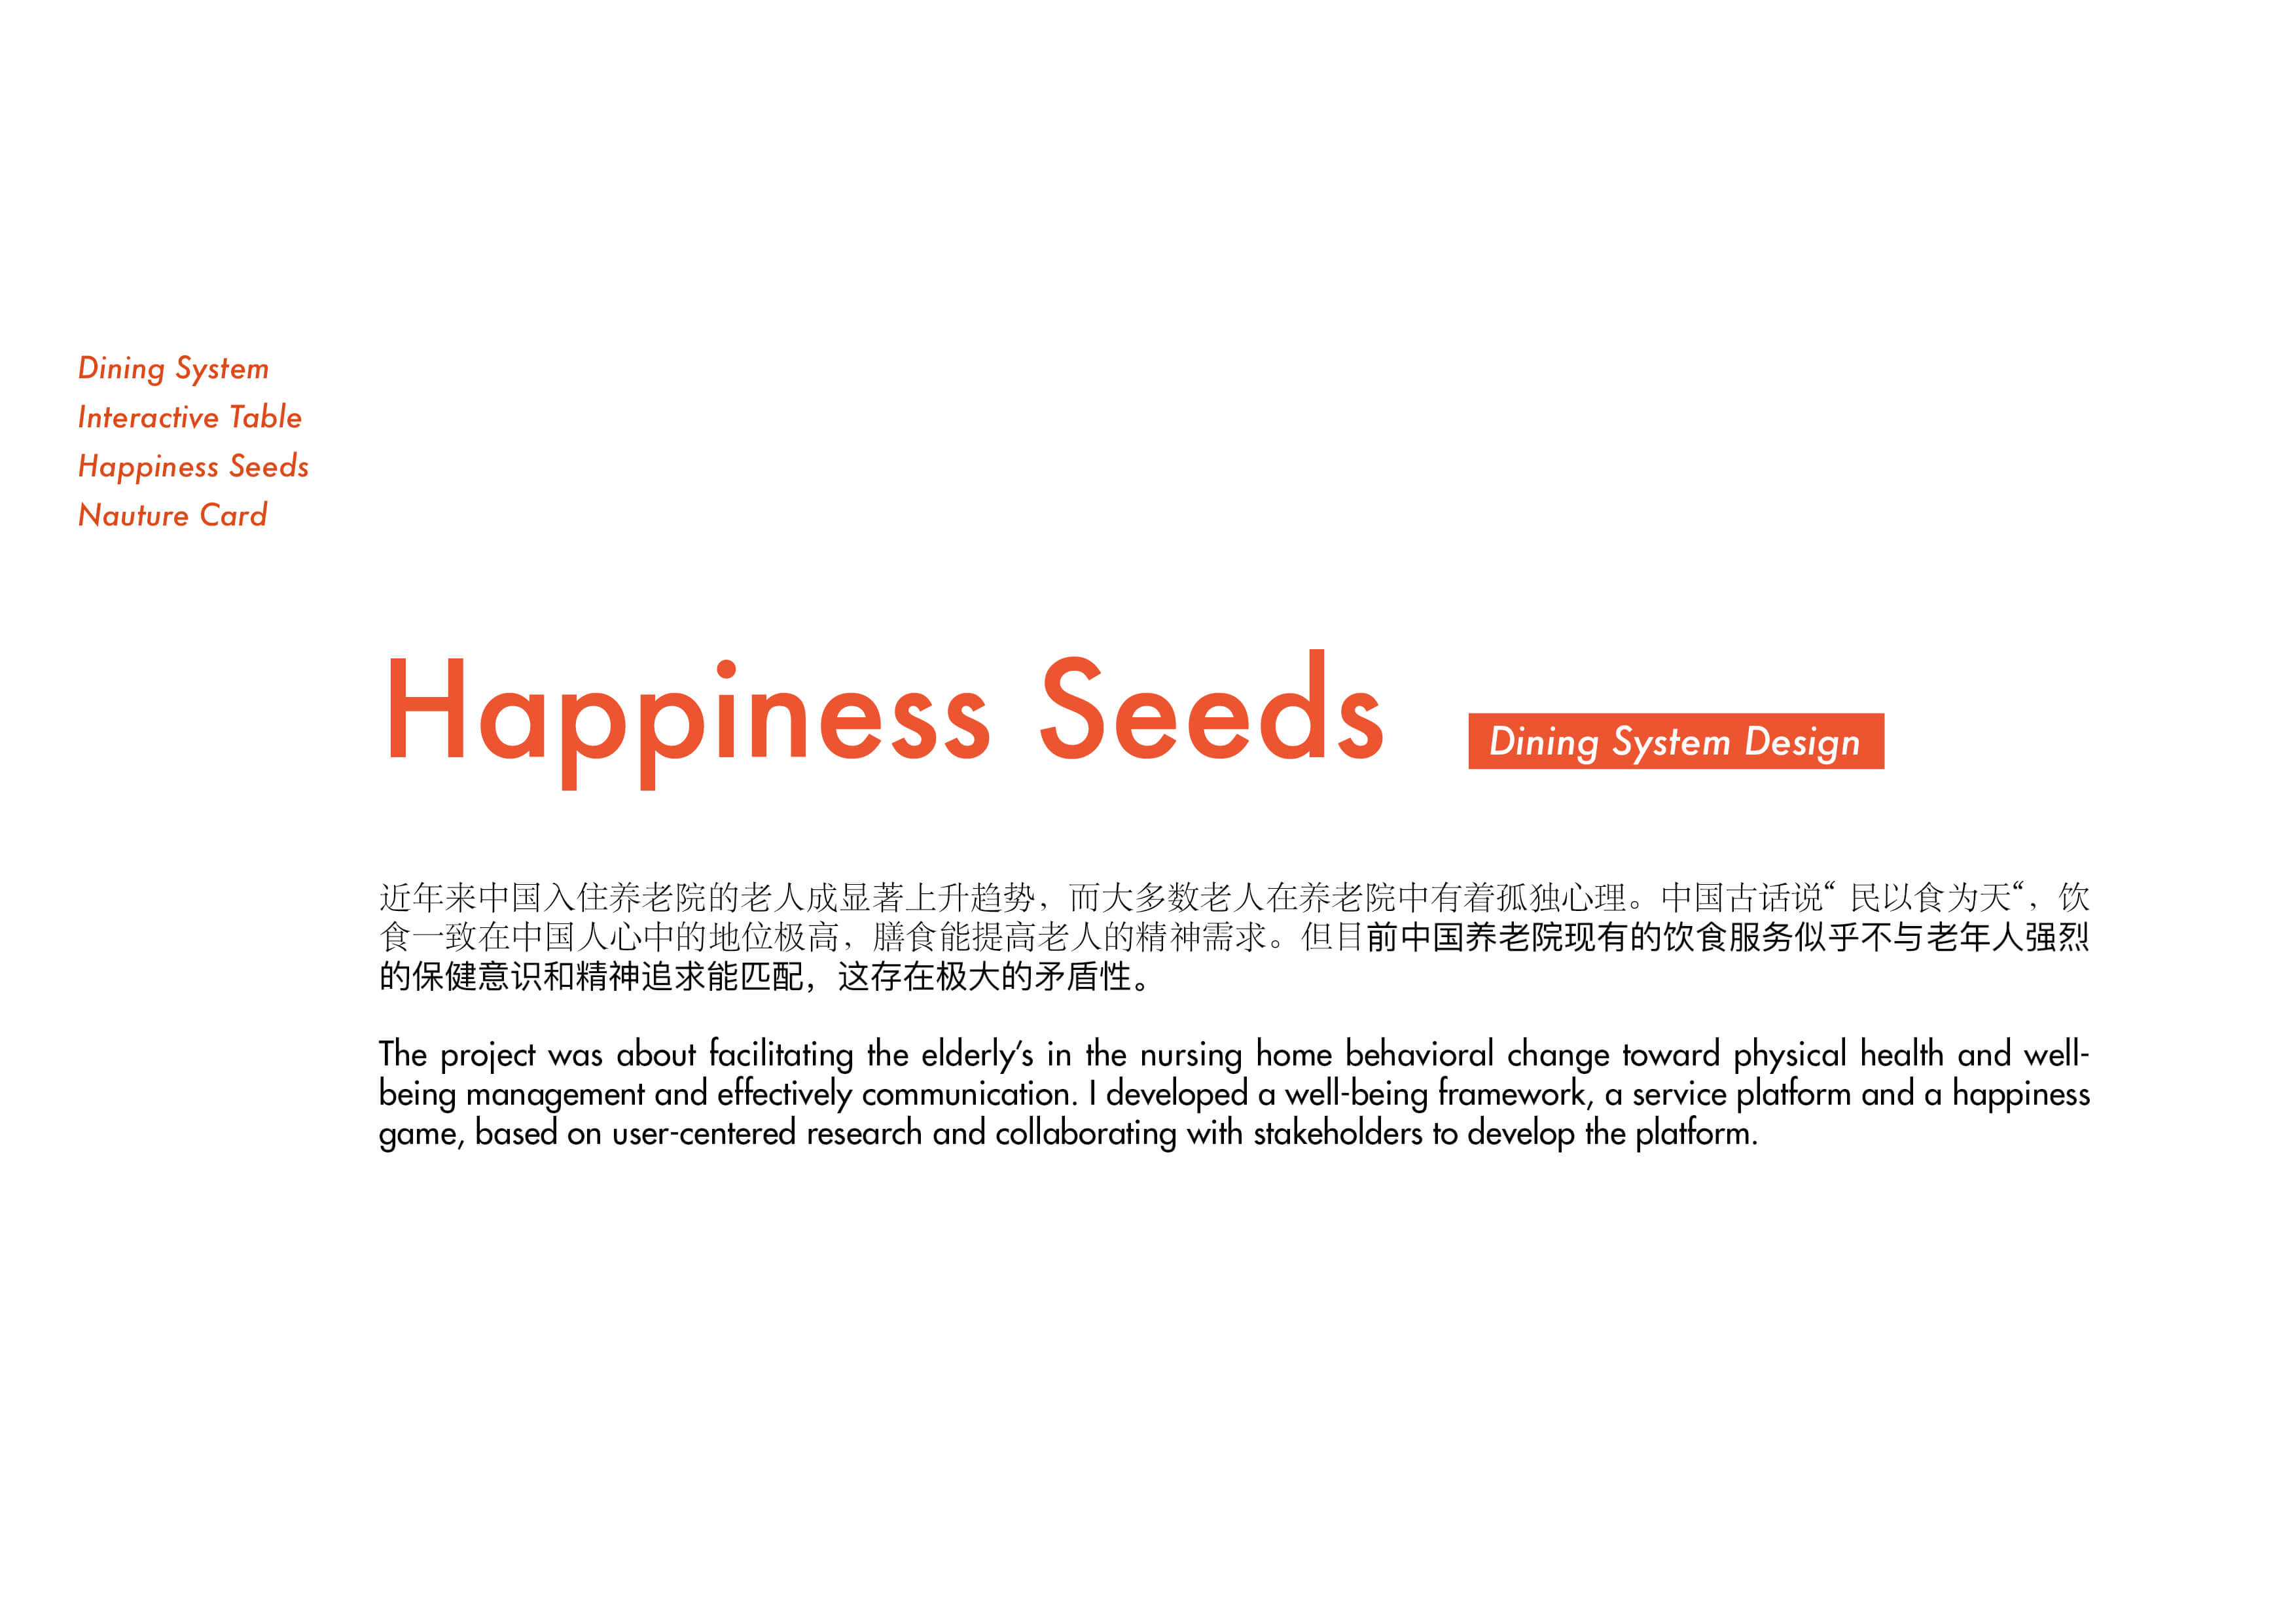 Dining System
Interactive Table
Happiness Seeds
Nauture Card
Happiness Seeds
Dining System Design
近年来中国入住养老院的老人成显著上升趋势，而大多数老人在养老院中有着孤独心理。中国古话说“ 民以食为天“，饮
食一致在中国人心中的地位极高，膳食能提高老人的精神需求。但目前中国养老院现有的饮食服务似乎不与老年人强烈
的保健意识和精神追求能匹配，这存在极大的矛盾性。
The project was about facilitating the elderly’s in the nursing home behavioral change toward physical health and well-
being management and effectively communication. I developed a well-being framework, a service platform and a happiness
game, based on user-centered research and collaborating with stakeholders to develop the platform.